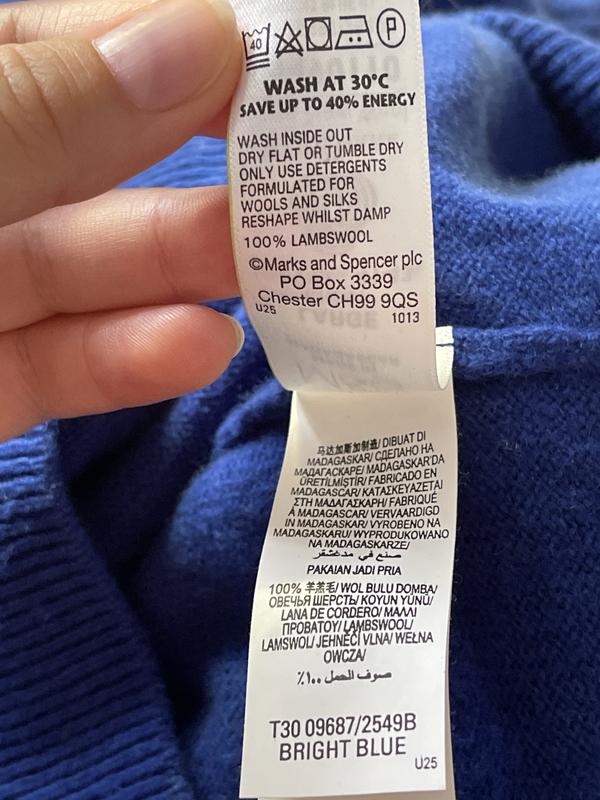 40
P
WASH AT 30°C
SAVE UP TO 40% ENERGY
WASH INSIDE OUT
DRY FLAT OR TUMBLE DRY
ONLY USE DETERGENTS
FORMULATED FOR
WOOLS AND SILKS
RESHAPE WHILST DAMP
100% LAMBSWOOL
©Marks and Spencer plc
PO Box 3339
Chester CH99 9QS
U25 1013
马达加斯加制造/ DIBUAT DI
MADAGASKAR/ СДЕЛАНО НА
МАДАГАСКАРЕ/ MADAGASKAR'DA
ÜRETİLMİŞTİR/ FABRICADO EN
MADAGASCAR/ ΚΑΤΑΣΚΕΥΑΖΕΤΑΙ
ΣΤΗ ΜΑΔΑΓΑΣΚΑΡΗ/ FABRIQUÉ
À MADAGASCAR/ VERVAARDIGD
IN MADAGASKAR/ VYROBENO NA
MADAGASKARU/ WYPRODUKOWANO
NA MADAGASKARZE/
صنع في مدغشقر
PAKAIAN JADI PRIA
100% 羊羔毛/ WOL BULU DOMBA/
ОВЕЧЬЯ ШЕРСТЬ/ KOYUN YÜNÜ/
LANA DE CORDERO/ ΜΑΛΛΙ
ΠΡΟΒΑΤΟΥ/ LAMBSWOOL/
LAMSWOL/ JEHNĚČÍ VLNA/ WEŁNA
OWCZA/
صوف الحمل ١٠٠٪
T30 09687/2549B
BRIGHT BLUE
U25